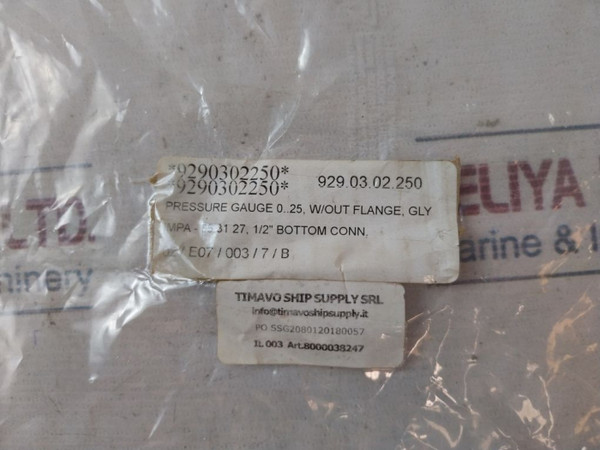 *9290302250*
*9290302250* 929.03.02.250
PRESSURE GAUGE 0..25, W/OUT FLANGE, GLY
MPA - 31 27, 1/2" BOTTOM CONN,
/ E07 / 003 / 7 / B
TIMAVO SHIP SUPPLY SRL
info@timavoshipsupply.it
PO SSG2080120180057
IL 003 Art.8000038247
LTD.
hinery
ELIYA
arine & I